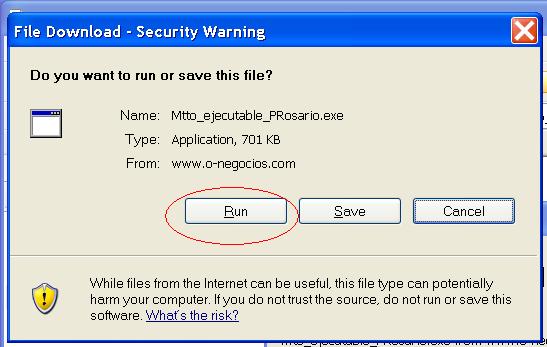 File Download - Security Warning
Do you want to run or save this file?
Name: Mtto_ejecutable_PRosario.exe
Type: Application, 701 KB
From: www.o-negocios.com
Run Save Cancel
While files from the Internet can be useful, this file type can potentially
harm your computer. If you do not trust the source, do not run or save this
software. What's the risk?